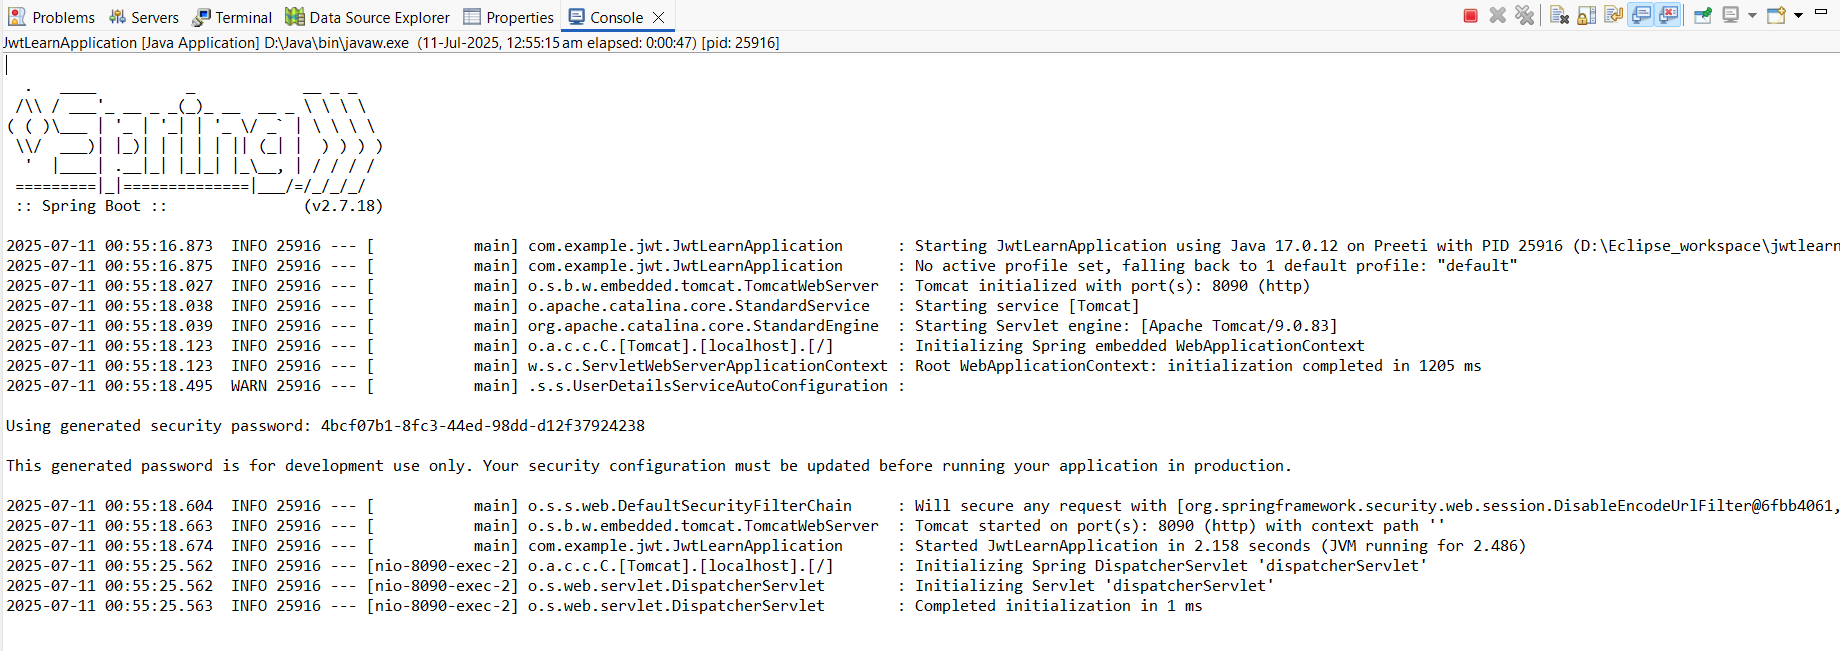 Problems Servers Terminal Data Source Explorer Properties Console
JwtLearnApplication [Java Application] D:\Java\bin\javaw.exe (11-Jul-2025, 12:55:15 am elapsed: 0:00:47) [pid: 25916]
  .   ____          _            __ _ _
 /\\ / ___'_ __ _ _(_)_ __  __ _ \ \ \ \
( ( )\___ | '_ | '_| | '_ \/ _` | \ \ \ \
 \\/  ___)| |_)| | | | | || (_| |  ) ) ) )
  '  |____| .__|_| |_|_| |_\__, | / / / /
 =========|_|==============|___/=/_/_/_/
 :: Spring Boot ::                (v2.7.18)
2025-07-11 00:55:16.873  INFO 25916 --- [           main] com.example.jwt.JwtLearnApplication      : Starting JwtLearnApplication using Java 17.0.12 on Preeti with PID 25916 (D:\Eclipse_workspace\jwtlearn
2025-07-11 00:55:16.875  INFO 25916 --- [           main] com.example.jwt.JwtLearnApplication      : No active profile set, falling back to 1 default profile: "default"
2025-07-11 00:55:18.027  INFO 25916 --- [           main] o.s.b.w.embedded.tomcat.TomcatWebServer  : Tomcat initialized with port(s): 8090 (http)
2025-07-11 00:55:18.038  INFO 25916 --- [           main] o.apache.catalina.core.StandardService   : Starting service [Tomcat]
2025-07-11 00:55:18.039  INFO 25916 --- [           main] org.apache.catalina.core.StandardEngine  : Starting Servlet engine: [Apache Tomcat/9.0.83]
2025-07-11 00:55:18.123  INFO 25916 --- [           main] o.a.c.c.C.[Tomcat].[localhost].[/]       : Initializing Spring embedded WebApplicationContext
2025-07-11 00:55:18.123  INFO 25916 --- [           main] w.s.c.ServletWebServerApplicationContext : Root WebApplicationContext: initialization completed in 1205 ms
2025-07-11 00:55:18.495  WARN 25916 --- [           main] .s.s.UserDetailsServiceAutoConfiguration :
Using generated security password: 4bcf07b1-8fc3-44ed-98dd-d12f37924238
This generated password is for development use only. Your security configuration must be updated before running your application in production.
2025-07-11 00:55:18.604  INFO 25916 --- [           main] o.s.s.web.DefaultSecurityFilterChain     : Will secure any request with [org.springframework.security.web.session.DisableEncodeUrlFilter@6fbb4061,
2025-07-11 00:55:18.663  INFO 25916 --- [           main] o.s.b.w.embedded.tomcat.TomcatWebServer  : Tomcat started on port(s): 8090 (http) with context path ''
2025-07-11 00:55:18.674  INFO 25916 --- [           main] com.example.jwt.JwtLearnApplication      : Started JwtLearnApplication in 2.158 seconds (JVM running for 2.486)
2025-07-11 00:55:25.562  INFO 25916 --- [nio-8090-exec-2] o.a.c.c.C.[Tomcat].[localhost].[/]       : Initializing Spring DispatcherServlet 'dispatcherServlet'
2025-07-11 00:55:25.562  INFO 25916 --- [nio-8090-exec-2] o.s.web.servlet.DispatcherServlet        : Initializing Servlet 'dispatcherServlet'
2025-07-11 00:55:25.563  INFO 25916 --- [nio-8090-exec-2] o.s.web.servlet.DispatcherServlet        : Completed initialization in 1 ms